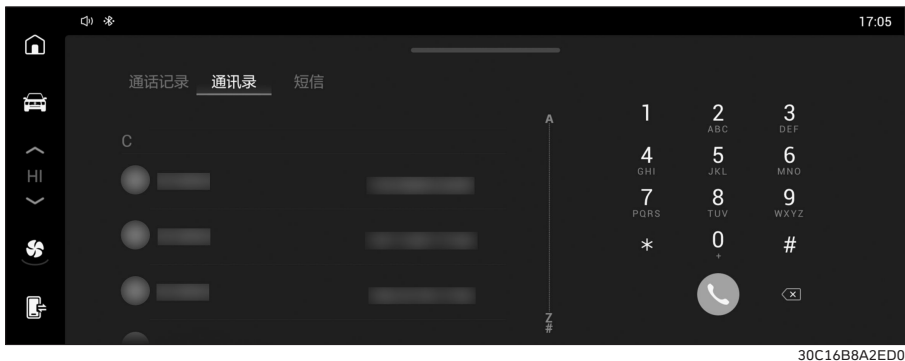 17:05
通话记录 通讯录 短信
A
C
HI
Z
#
1 2 3
ABC DEF
4 5 6
GHI JKL MNO
7 8 9
PQRS TUV WXYZ
* 0 #
+
30C16B8A2ED0